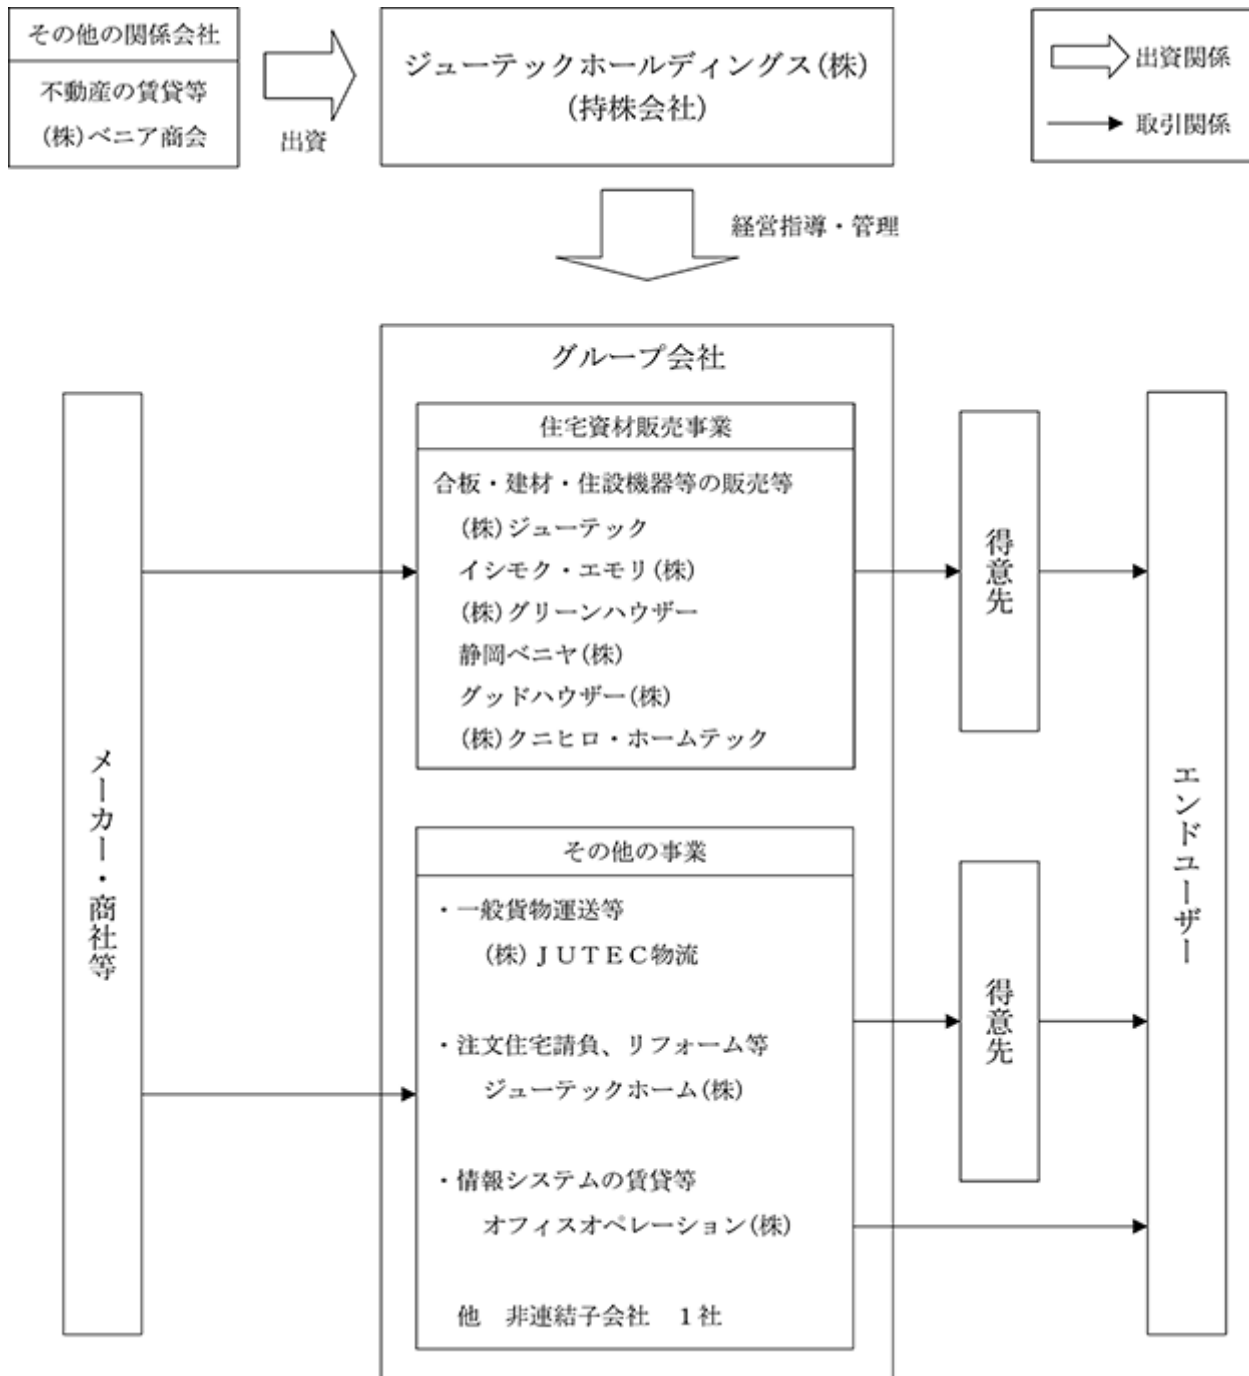 その他の関係会社
不動産の賃貸等
(株)ベニア商会
出資
ジューテックホールディングス(株)
(持株会社)
出資関係
取引関係
経営指導・管理
グループ会社
メーカー・商社等
住宅資材販売事業
合板・建材・住設機器等の販売等
(株)ジューテック
イシモク・エモリ(株)
(株)グリーンハウザー
静岡ベニヤ(株)
グッドハウザー(株)
(株)クニヒロ・ホームテック
得意先
その他の事業
・一般貨物運送等
(株)ＪＵＴＥＣ物流
・注文住宅請負、リフォーム等
ジューテックホーム(株)
・情報システムの賃貸等
オフィスオペレーション(株)
他　非連結子会社　１社
得意先
エンドユーザー